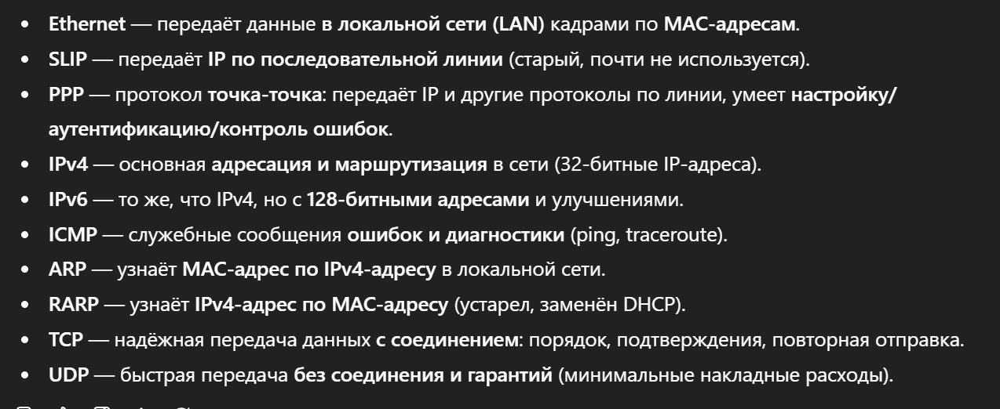 • Ethernet — передаёт данные в локальной сети (LAN) кадрами по MAC-адресам.
• SLIP — передаёт IP по последовательной линии (старый, почти не используется).
• PPP — протокол точка-точка: передаёт IP и другие протоколы по линии, умеет настройку/
аутентификацию/контроль ошибок.
• IPv4 — основная адресация и маршрутизация в сети (32-битные IP-адреса).
• IPv6 — то же, что IPv4, но с 128-битными адресами и улучшениями.
• ICMP — служебные сообщения ошибок и диагностики (ping, traceroute).
• ARP — узнаёт MAC-адрес по IPv4-адресу в локальной сети.
• RARP — узнаёт IPv4-адрес по MAC-адресу (устарел, заменён DHCP).
• TCP — надёжная передача данных с соединением: порядок, подтверждения, повторная отправка.
• UDP — быстрая передача без соединения и гарантий (минимальные накладные расходы).